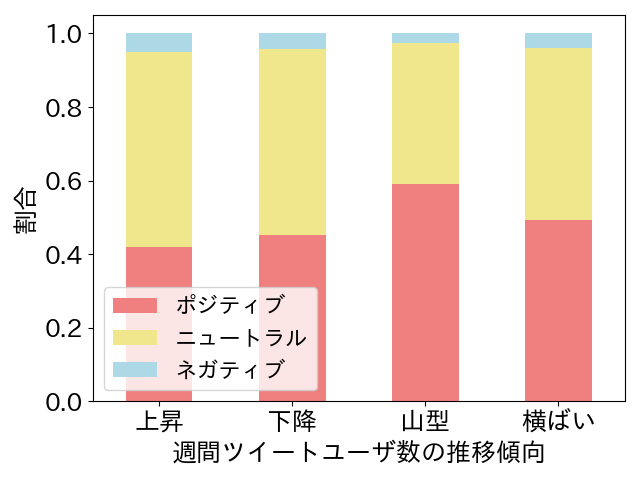 1.0
0.8
0.6
0.4
0.2
0.0
割合
ポジティブ
ニュートラル
ネガティブ
上昇 下降 山型 横ばい
週間ツイートユーザ数の推移傾向